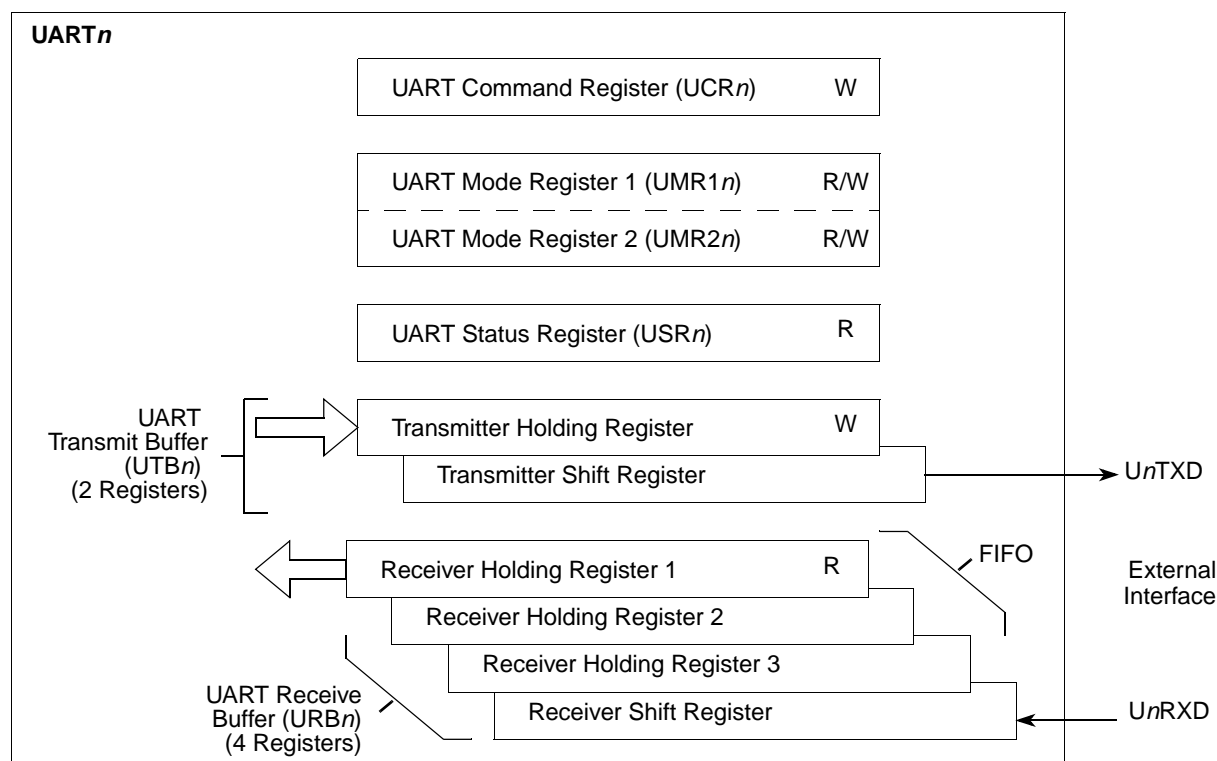 UARTn
UART Command Register (UCRn) W
UART Mode Register 1 (UMR1n) R/W
UART Mode Register 2 (UMR2n) R/W
UART Status Register (USRn) R
UART
Transmit Buffer
(UTBn)
(2 Registers)
Transmitter Holding Register W
Transmitter Shift Register
UnTXD
FIFO
External
Interface
Receiver Holding Register 1 R
Receiver Holding Register 2
Receiver Holding Register 3
Receiver Shift Register
UART Receive
Buffer (URBn)
(4 Registers)
UnRXD